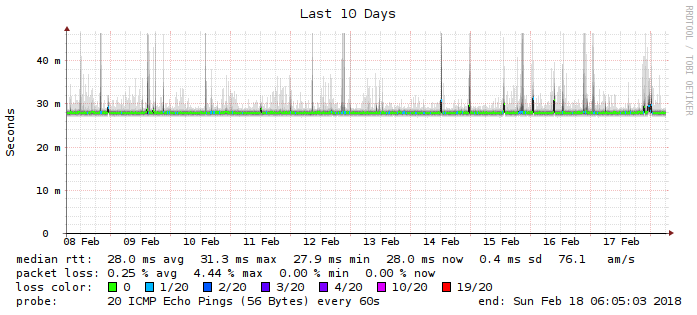 Last 10 Days
RRDTOOL / TOBI OETIKER
Seconds
40 m
30 m
20 m
10 m
0
08 Feb 09 Feb 10 Feb 11 Feb 12 Feb 13 Feb 14 Feb 15 Feb 16 Feb 17 Feb
median rtt: 28.0 ms avg 31.3 ms max 27.9 ms min 28.0 ms now 0.4 ms sd 76.1 am/s
packet loss: 0.25 % avg 4.44 % max 0.00 % min 0.00 % now
loss color: 0 1/20 2/20 3/20 4/20 10/20 19/20
probe: 20 ICMP Echo Pings (56 Bytes) every 60s end: Sun Feb 18 06:05:03 2018